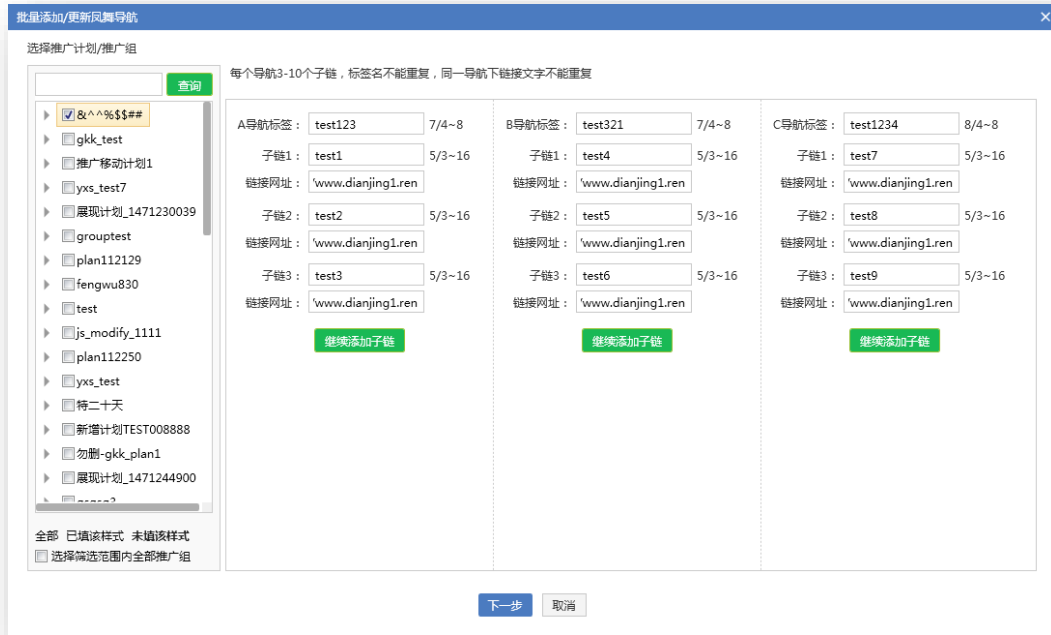 批量添加/更新凤舞导航
选择推广计划/推广组
查询
&^^%$$##
gkk_test
推广移动计划1
yxs_test7
展现计划_1471230039
grouptest
plan112129
fengwu830
test
js_modify_1111
plan112250
yxs_test
特二十天
新增计划TEST008888
勿删-gkk_plan1
展现计划_1471244900
全部 已填该样式 未填该样式
选择筛选范围内全部推广组
每个导航3-10个子链，标签名不能重复，同一导航下链接文字不能重复
A导航标签： test123 7/4~8
子链1： test1 5/3~16
链接网址： www.dianjing1.ren
子链2： test2 5/3~16
链接网址： www.dianjing1.ren
子链3： test3 5/3~16
链接网址： www.dianjing1.ren
继续添加子链
B导航标签： test321 7/4~8
子链1： test4 5/3~16
链接网址： www.dianjing1.ren
子链2： test5 5/3~16
链接网址： www.dianjing1.ren
子链3： test6 5/3~16
链接网址： www.dianjing1.ren
继续添加子链
C导航标签： test1234 8/4~8
子链1： test7 5/3~16
链接网址： www.dianjing1.ren
子链2： test8 5/3~16
链接网址： www.dianjing1.ren
子链3： test9 5/3~16
链接网址： www.dianjing1.ren
继续添加子链
下一步 取消